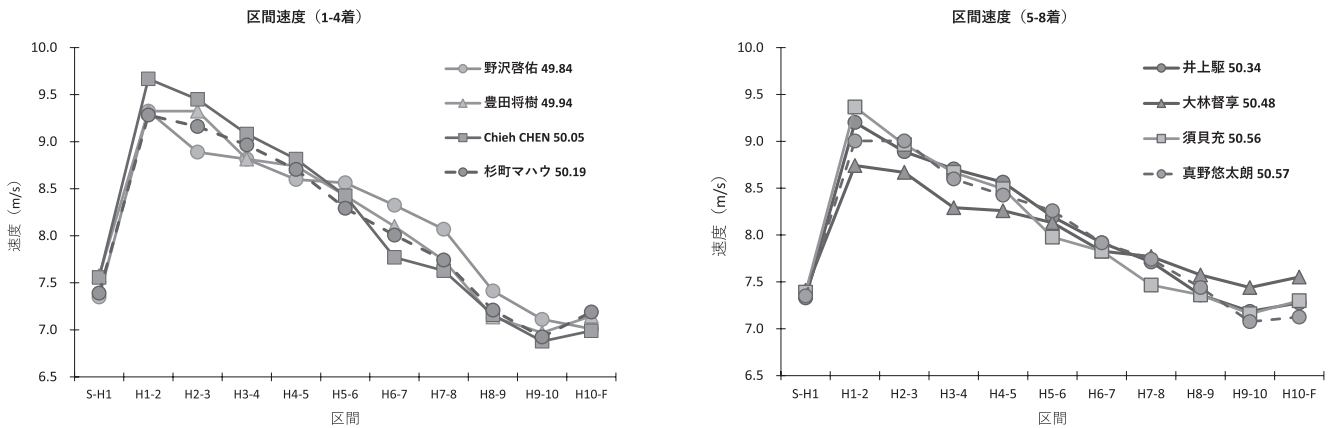 区間速度（1-4着）
10.0
9.5
9.0
8.5
8.0
7.5
7.0
6.5
速度（m/s）
野沢啓佑 49.84
豊田将樹 49.94
Chieh CHEN 50.05
杉町マハウ 50.19
S-H1 H1-2 H2-3 H3-4 H4-5 H5-6 H6-7 H7-8 H8-9 H9-10 H10-F
区間
区間速度（5-8着）
10.0
9.5
9.0
8.5
8.0
7.5
7.0
6.5
速度（m/s）
井上駆 50.34
大林督享 50.48
須貝充 50.56
真野悠太朗 50.57
S-H1 H1-2 H2-3 H3-4 H4-5 H5-6 H6-7 H7-8 H8-9 H9-10 H10-F
区間